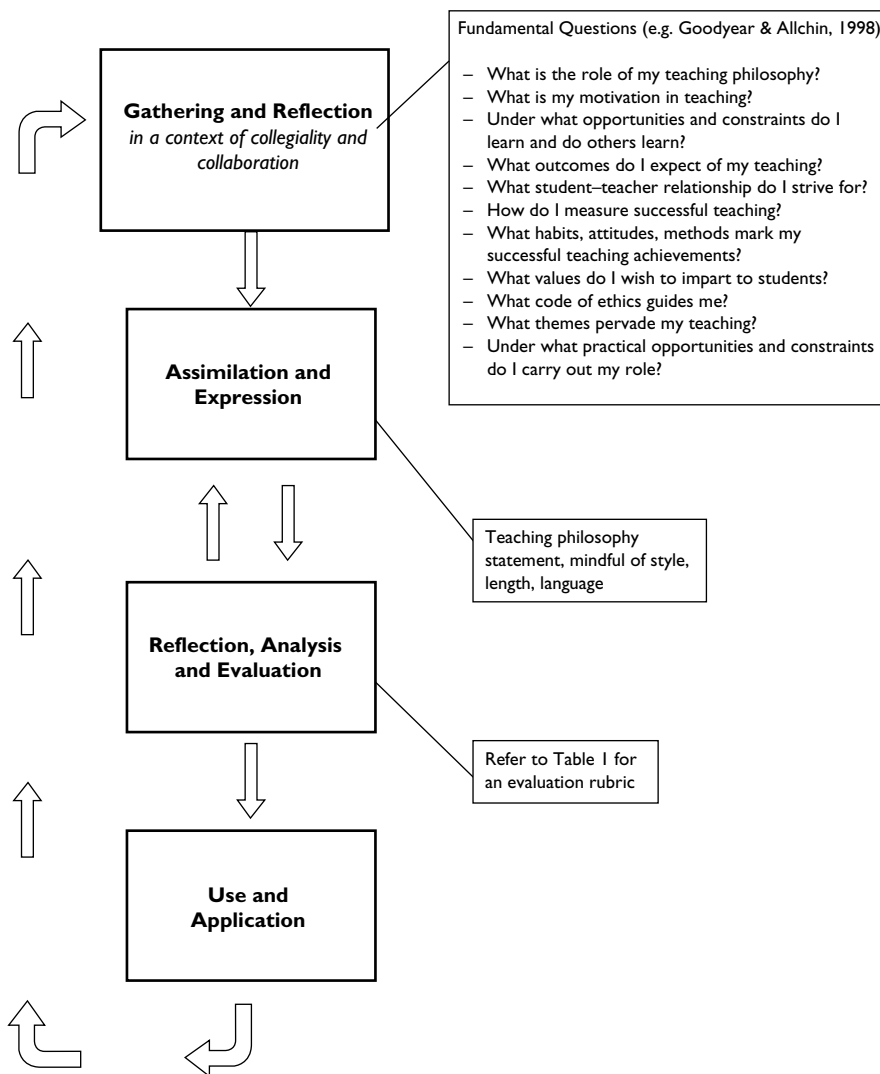 Gathering and Reflection
in a context of collegiality and
collaboration
Fundamental Questions (e.g. Goodyear & Allchin, 1998)
– What is the role of my teaching philosophy?
– What is my motivation in teaching?
– Under what opportunities and constraints do I
learn and do others learn?
– What outcomes do I expect of my teaching?
– What student–teacher relationship do I strive for?
– How do I measure successful teaching?
– What habits, attitudes, methods mark my
successful teaching achievements?
– What values do I wish to impart to students?
– What code of ethics guides me?
– What themes pervade my teaching?
– Under what practical opportunities and constraints
do I carry out my role?
Assimilation and
Expression
Teaching philosophy
statement, mindful of style,
length, language
Reflection, Analysis
and Evaluation
Refer to Table 1 for
an evaluation rubric
Use and
Application